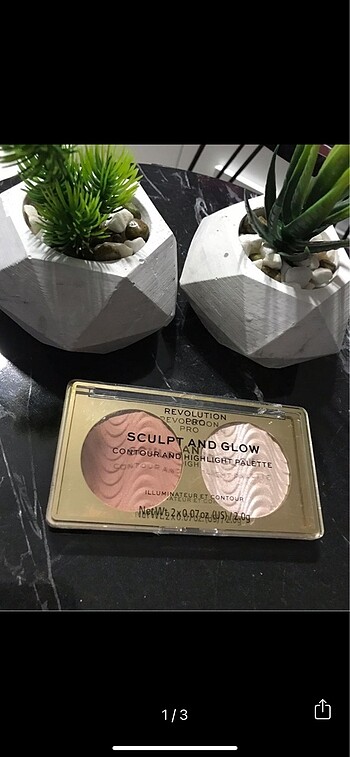 REVOLUTION
PRO
SCULPT AND GLOW
CONTOUR AND HIGHLIGHT PALETTE
ILLUMINATEUR ET CONTOUR
Net Wt. 2 x 0.07oz (US) / 2.0g
1/3